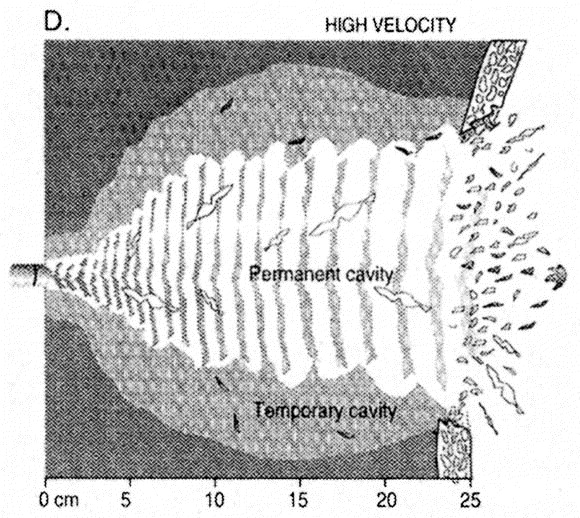 D.
HIGH VELOCITY
Permanent cavity
Temporary cavity
0 cm 5 10 15 20 25